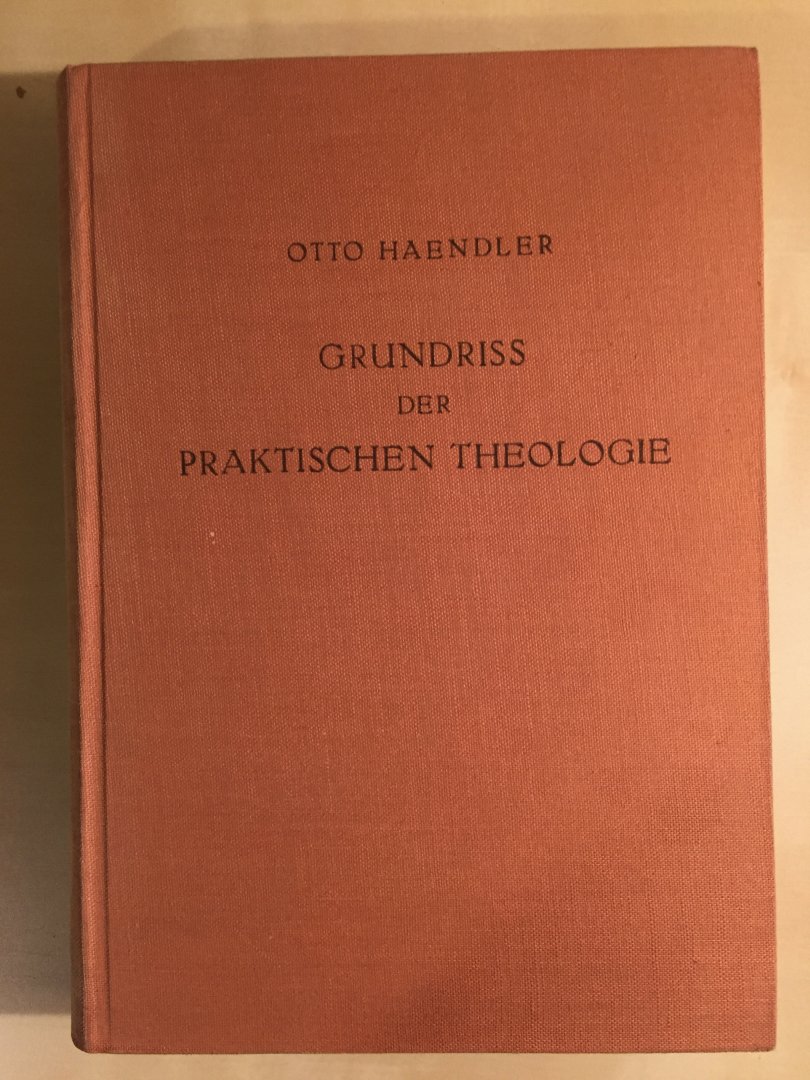 OTTO HAENDLER
GRUNDRISS
DER
PRAKTISCHEN THEOLOGIE